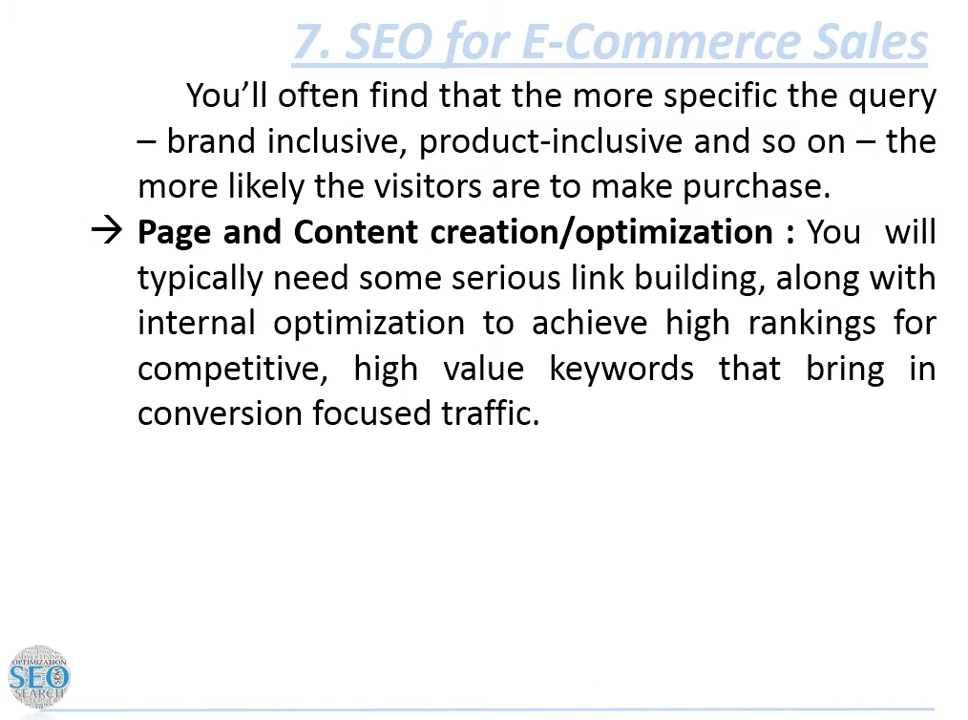 7. SEO for E-Commerce Sales
You’ll often find that the more specific the query
– brand inclusive, product-inclusive and so on – the
more likely the visitors are to make purchase.
→ Page and Content creation/optimization : You will
typically need some serious link building, along with
internal optimization to achieve high rankings for
competitive, high value keywords that bring in
conversion focused traffic.
OPTIMIZATION
SEO
SEM
SEARCH